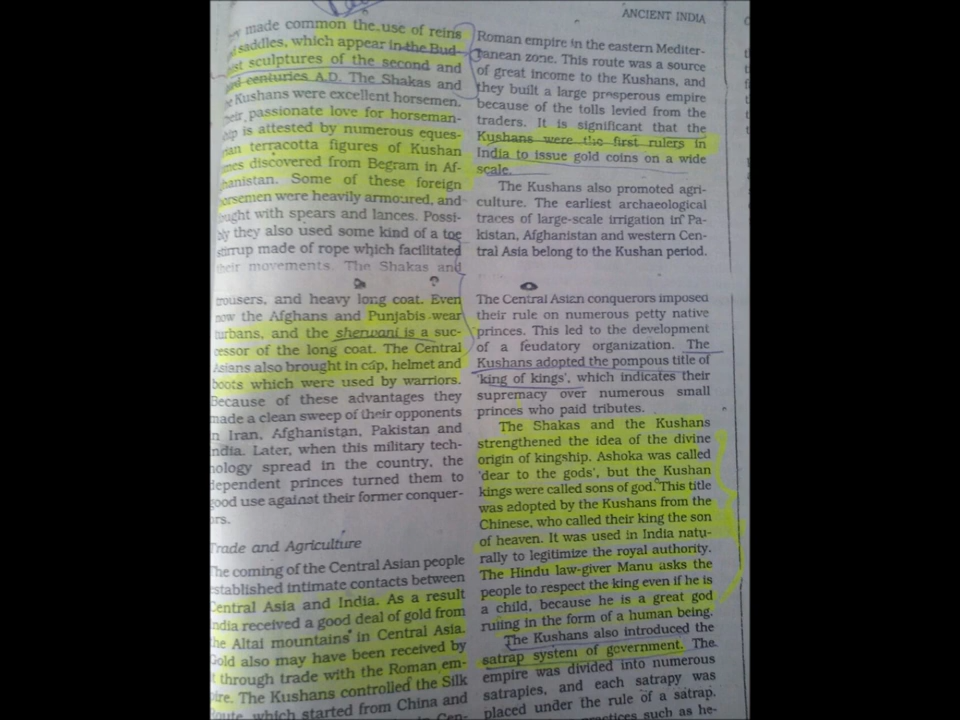 ANCIENT INDIA
made common the use of reins
saddles, which appear in the Bud-
sculptures of the second and
centuries A.D. The Shakas and
Kushans were excellent horsemen.
passionate love for horseman-
is attested by numerous eques-
terracotta figures of Kushan
discovered from Begram in Af-
Some of these foreign
were heavily armoured, and
with spears and lances. Possi-
they also used some kind of a toe
stirrup made of rope which facilitated
their movements. The Shakas and
trousers, and heavy long coat. Even
now the Afghans and Punjabis wear
turbans, and the sherwani is a suc-
cessor of the long coat. The Central
Asians also brought in cap, helmet and
boots which were used by warriors.
Because of these advantages they
made a clean sweep of their opponents
in Iran, Afghanistan, Pakistan and
India. Later, when this military tech-
nology spread in the country, the
dependent princes turned them to
good use against their former conquer-
ors.
Trade and Agriculture
The coming of the Central Asian people
established intimate contacts between
Central Asia and India. As a result
India received a good deal of gold from
the Altai mountains in Central Asia.
Gold also may have been received by
it through trade with the Roman em-
pire. The Kushans controlled the Silk
Route, which started from China and
Roman empire in the eastern Mediter-
ranean zone. This route was a source
of great income to the Kushans, and
they built a large prosperous empire
because of the tolls levied from the
traders. It is significant that the
Kushans were the first rulers in
India to issue gold coins on a wide
scale.
The Kushans also promoted agri-
culture. The earliest archaeological
traces of large-scale irrigation in Pa-
kistan, Afghanistan and western Cen-
tral Asia belong to the Kushan period.
The Central Asian conquerors imposed
their rule on numerous petty native
princes. This led to the development
of a feudatory organization. The
Kushans adopted the pompous title of
'king of kings', which indicates their
supremacy over numerous small
princes who paid tributes.
The Shakas and the Kushans
strengthened the idea of the divine
origin of kingship. Ashoka was called
'dear to the gods', but the Kushan
kings were called sons of god. This title
was adopted by the Kushans from the
Chinese, who called their king the son
of heaven. It was used in India natu-
rally to legitimize the royal authority.
The Hindu law-giver Manu asks the
people to respect the king even if he is
a child, because he is a great god
ruling in the form of a human being.
The Kushans also introduced the
satrap system of government. The
empire was divided into numerous
satrapies, and each satrapy was
placed under the rule of a satrap.
such as he-